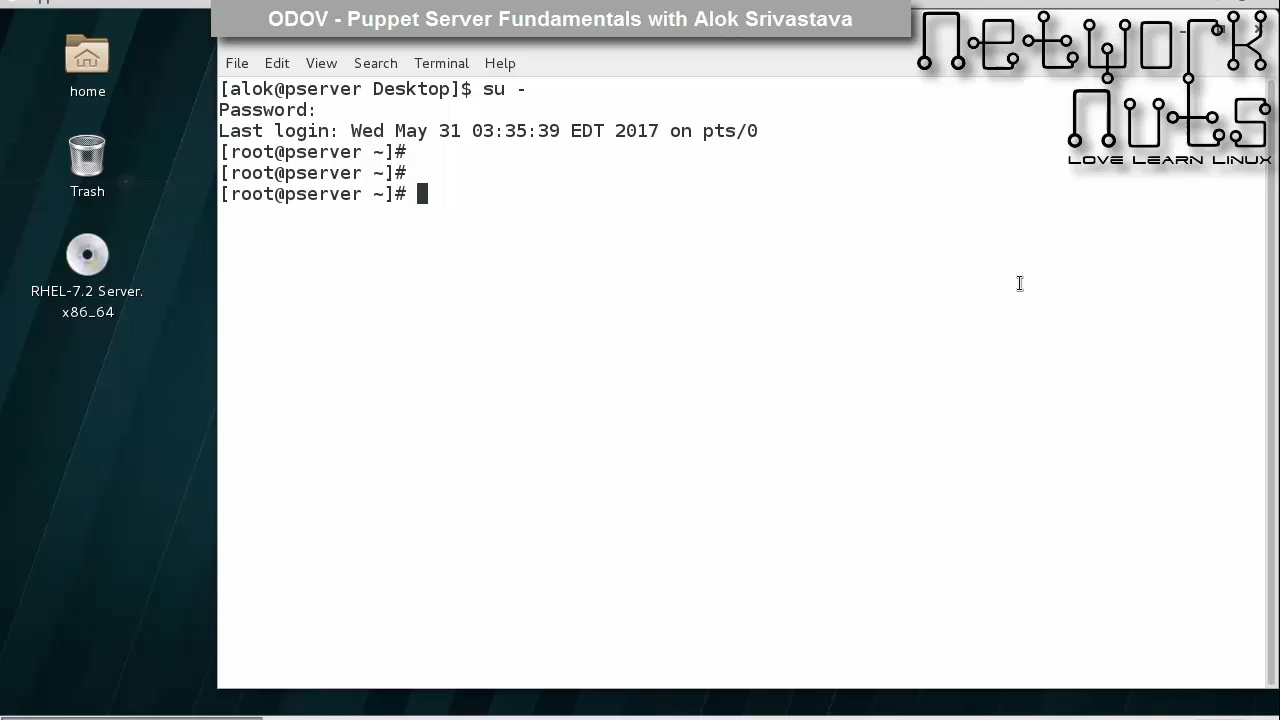 ODOV - Puppet Server Fundamentals with Alok Srivastava
Network
Nuts
LOVE LEARN LINUX
home
Trash
RHEL-7.2 Server.
x86_64
File Edit View Search Terminal Help
[alok@pserver Desktop]$ su -
Password:
Last login: Wed May 31 03:35:39 EDT 2017 on pts/0
[root@pserver ~]#
[root@pserver ~]#
[root@pserver ~]#